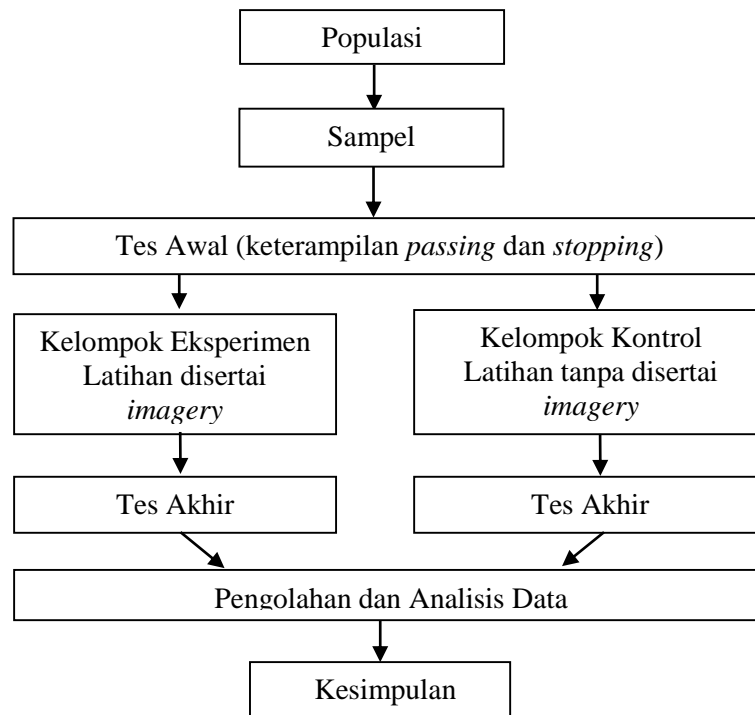 Populasi
Sampel
Tes Awal (keterampilan passing dan stopping)
Kelompok Eksperimen
Latihan disertai
imagery
Kelompok Kontrol
Latihan tanpa disertai
imagery
Tes Akhir
Tes Akhir
Pengolahan dan Analisis Data
Kesimpulan